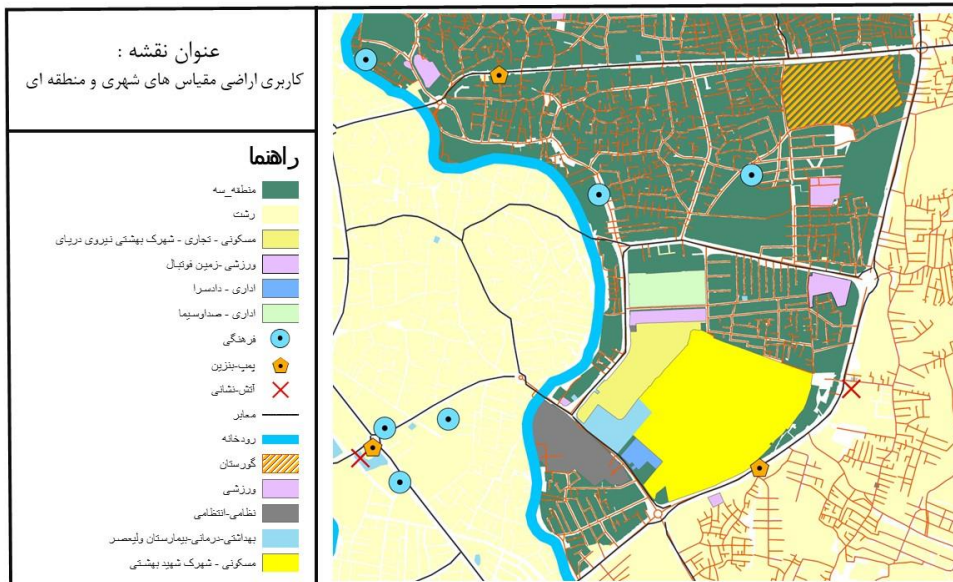 عنوان نقشه :
کاربری اراضی مقیاس های شهری و منطقه ای
راهنما
منطقه_سه
رشت
مسکونی - تجاری - شهرک بهشتی نیروی دریای
ورزشی -زمین فوتبال
اداری - دادسرا
اداری - صداوسیما
فرهنگی
پمپ-بنزین
آتش-نشانی
معابر
رودخانه
گورستان
ورزشی
نظامی-انتظامی
بهداشتی-درمانی-بیمارستان ولیعصر
مسکونی - شهرک شهید بهشتی